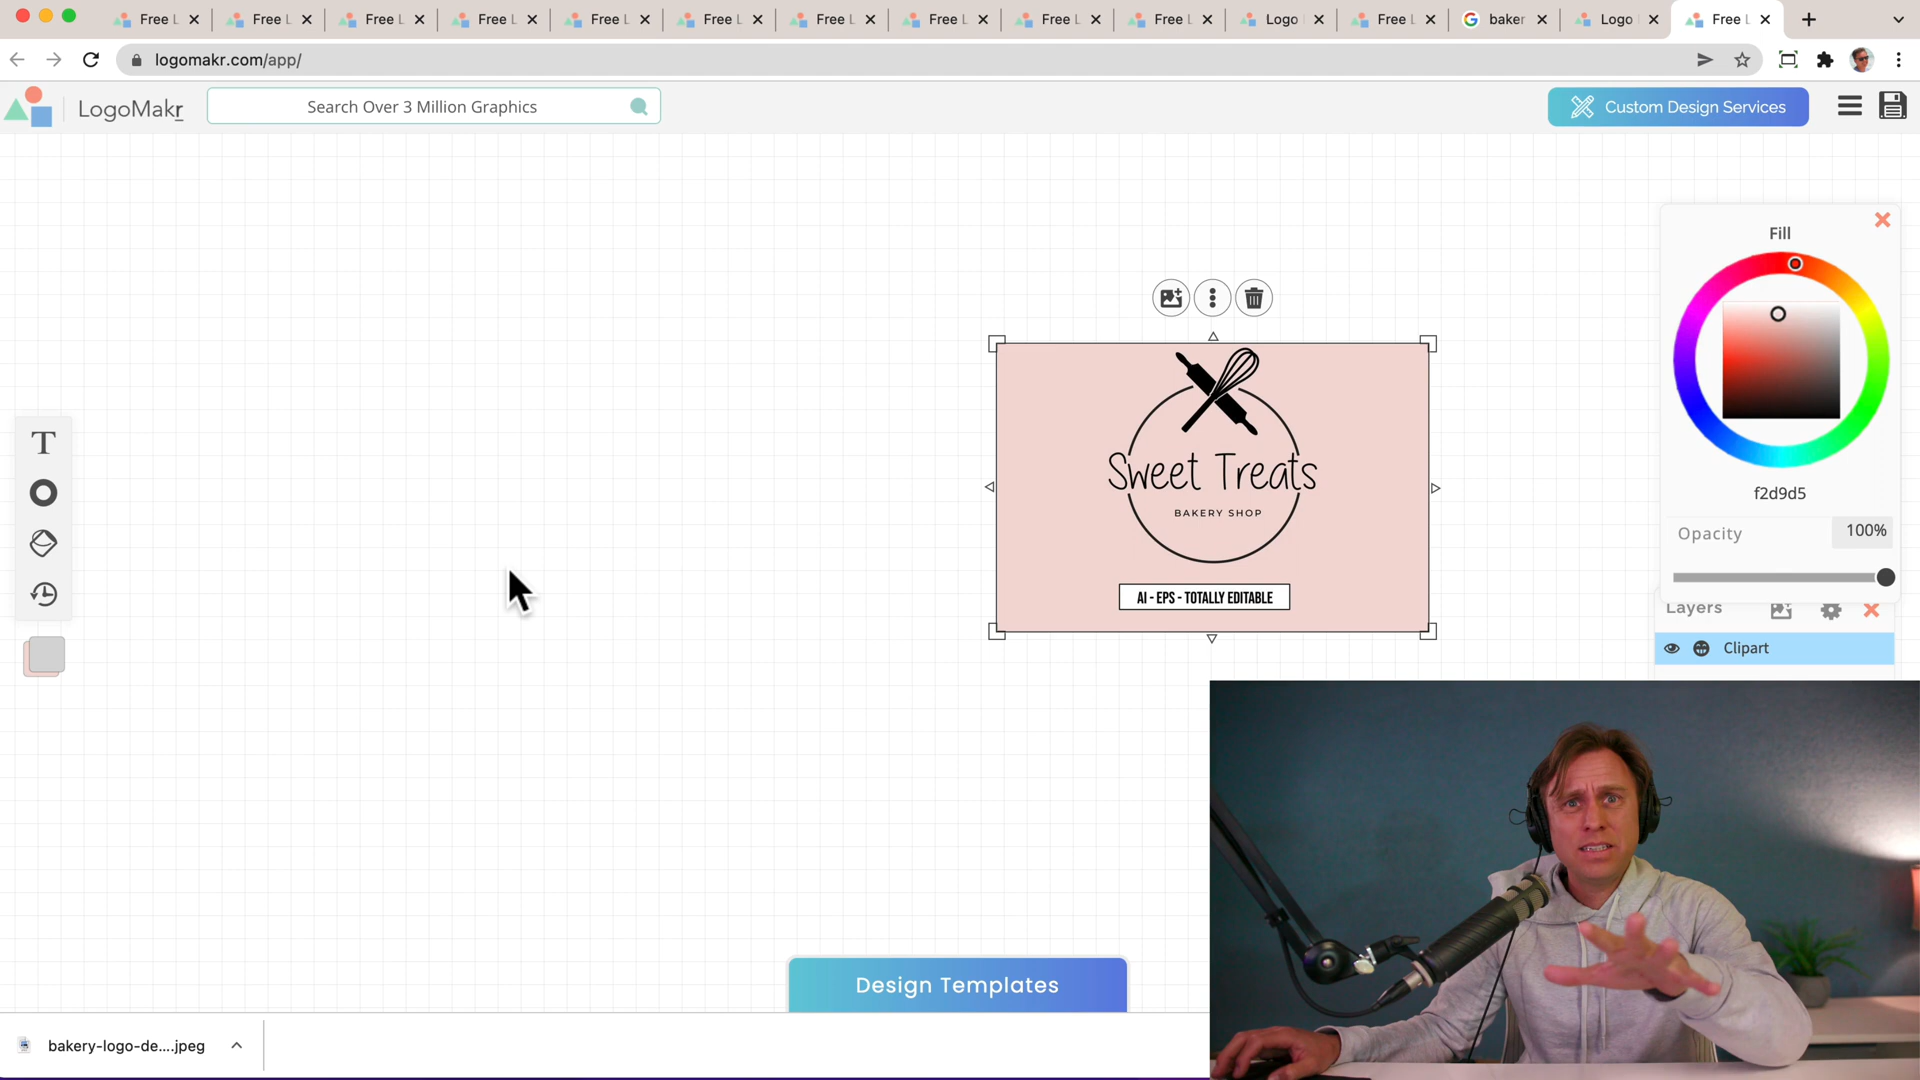 Free L
Free L
Free L
Free L
Free L
Free L
Free L
Free L
Free L
Free L
Logo
Free L
baker
Logo
Free L
logomakr.com/app/
LogoMakr
Search Over 3 Million Graphics
Custom Design Services
Fill
f2d9d5
Opacity
100%
Layers
Clipart
T
Sweet Treats
BAKERY SHOP
AI - EPS - TOTALLY EDITABLE
Design Templates
bakery-logo-de....jpeg